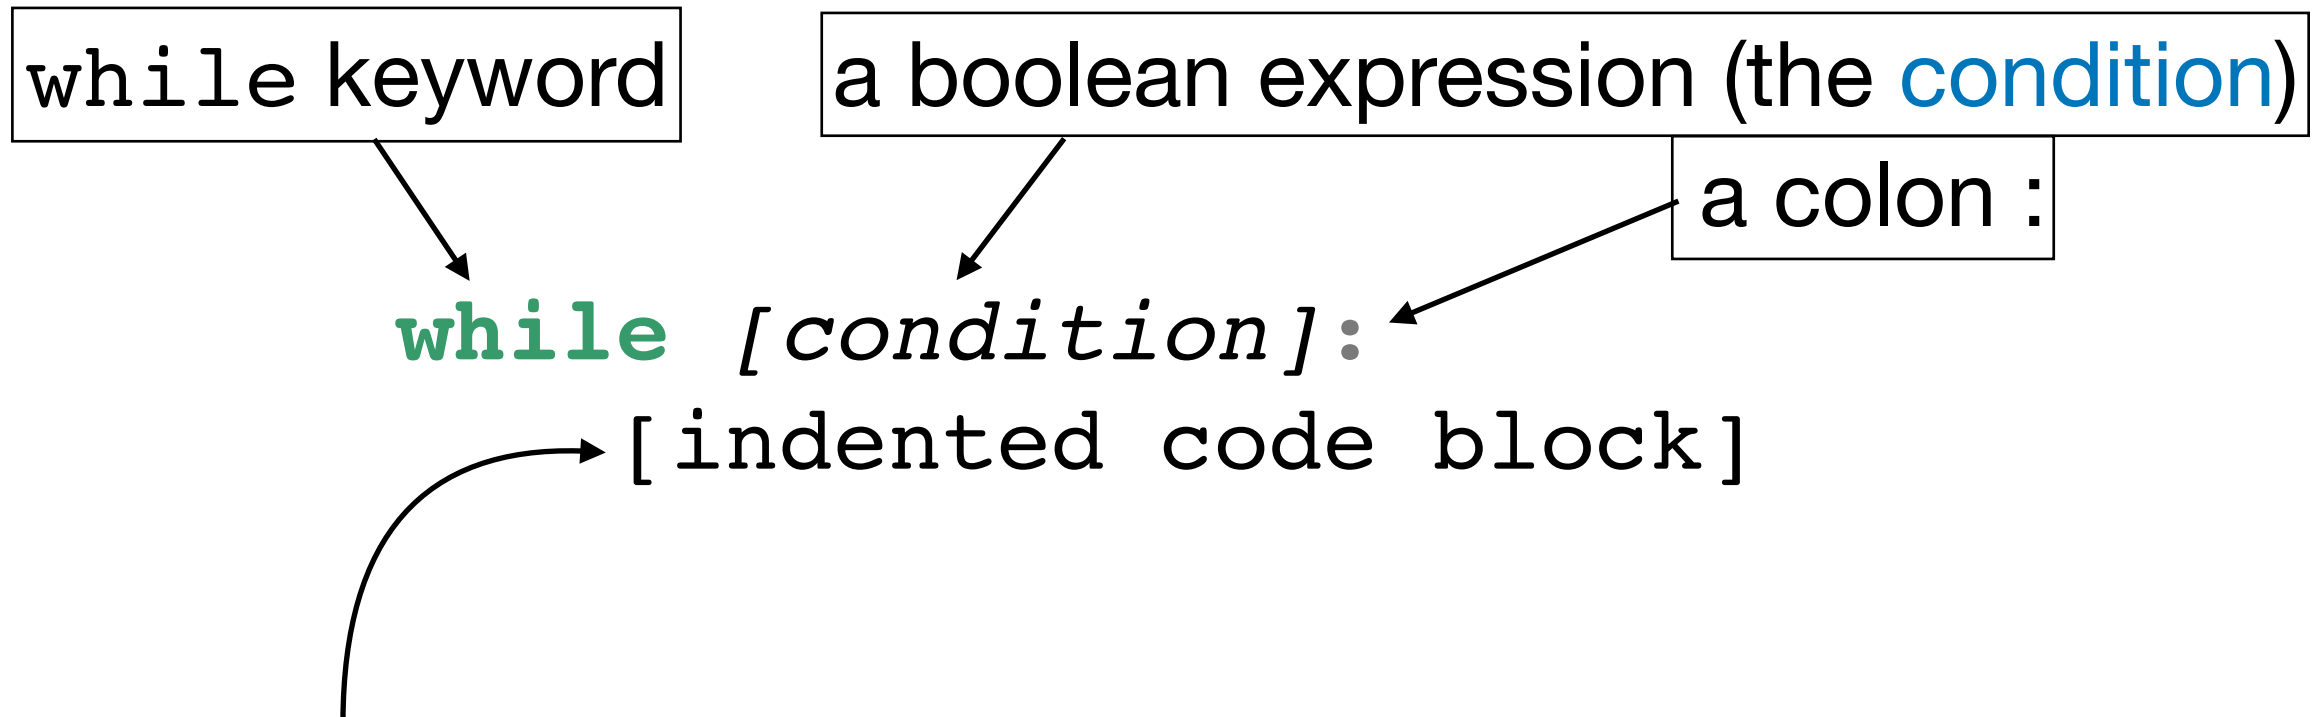 while keyword
a boolean expression (the condition)
a colon :
while [condition]:
[indented code block]